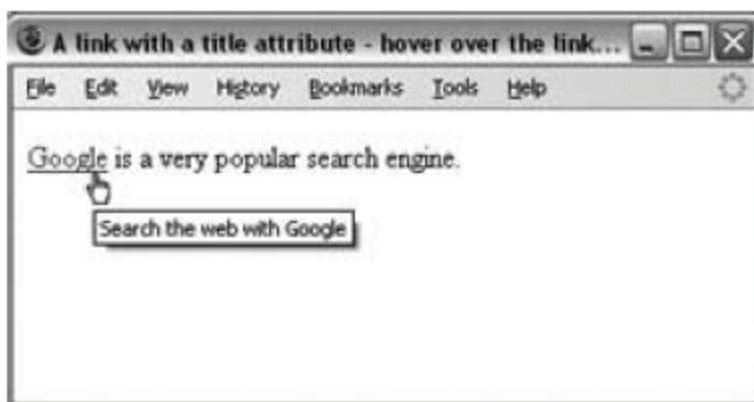 A link with a title attribute - hover over the link...
File Edit View History Bookmarks Tools Help
Google is a very popular search engine.
Search the web with Google